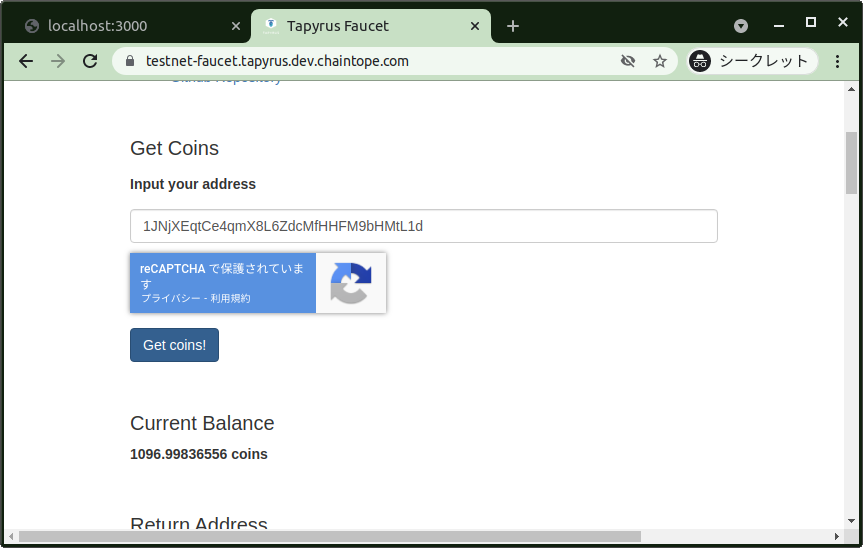 localhost:3000
Tapyrus Faucet
testnet-faucet.tapyrus.dev.chaintope.com
シークレット
Github Repository
Get Coins
Input your address
1JNjXEqtCe4qmX8L6ZdcMfHHFM9bHMtL1d
reCAPTCHA で保護されていま
す
プライバシー - 利用規約
Get coins!
Current Balance
1096.99836556 coins
Return Address